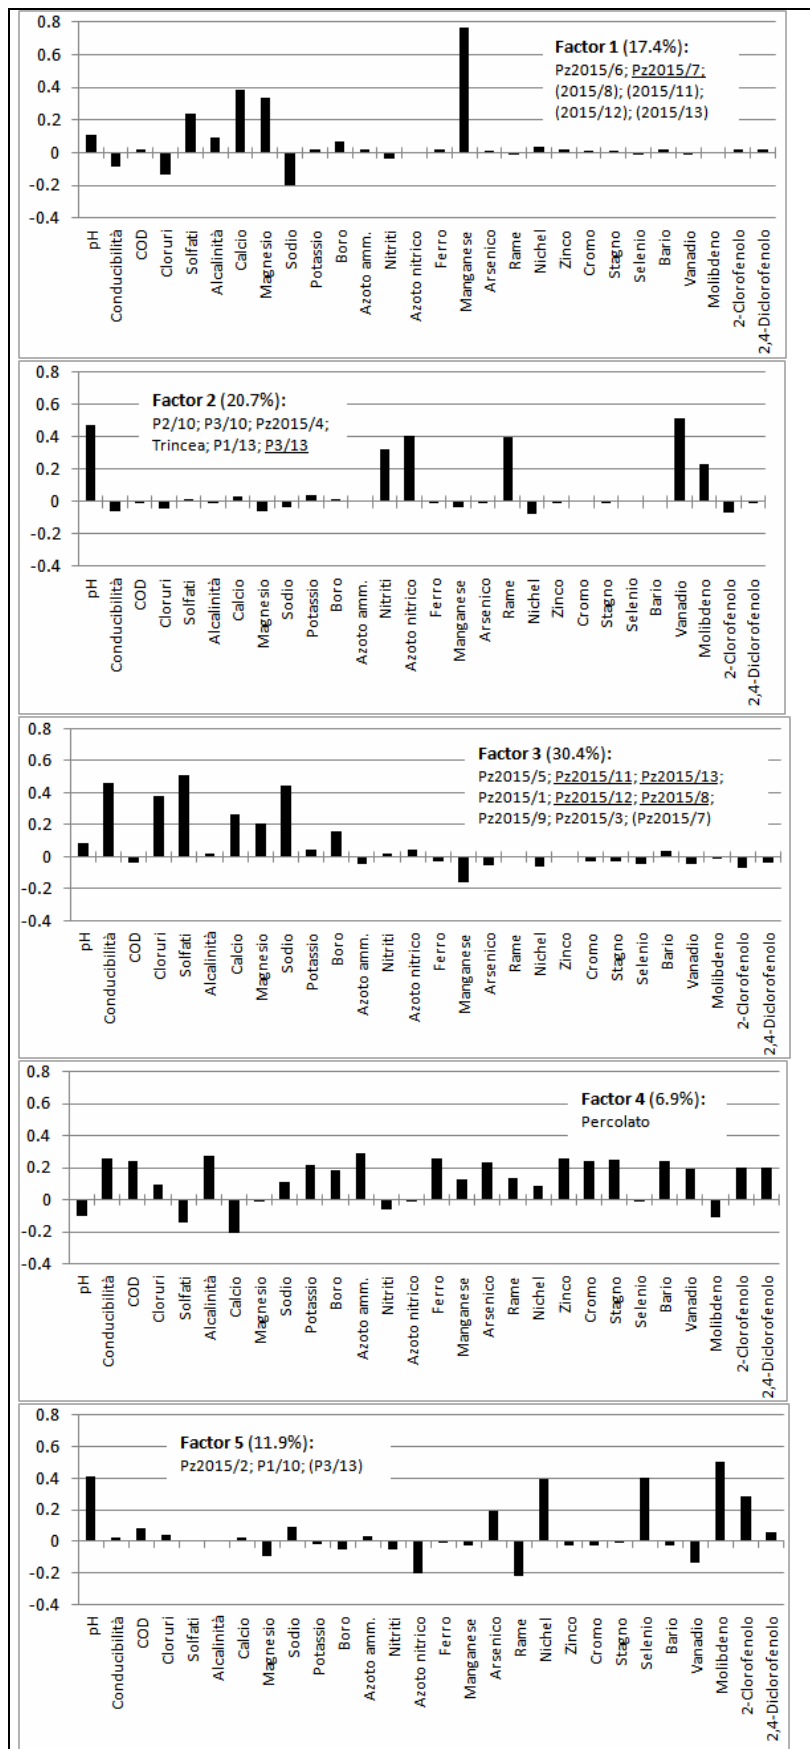 0.8
0.6
0.4
0.2
0
-0.2
-0.4
Factor 1 (17.4%):
Pz2015/6; Pz2015/7;
(2015/8); (2015/11);
(2015/12); (2015/13)
pH
Conducibilità
COD
Cloruri
Solfati
Alcalinità
Calcio
Magnesio
Sodio
Potassio
Boro
Azoto amm.
Nitriti
Azoto nitrico
Ferro
Manganese
Arsenico
Rame
Nichel
Zinco
Cromo
Stagno
Selenio
Bario
Vanadio
Molibdeno
2-Clorofenolo
2,4-Diclorofenolo
0.8
0.6
0.4
0.2
0
-0.2
-0.4
Factor 2 (20.7%):
P2/10; P3/10; Pz2015/4;
Trincea; P1/13; P3/13
pH
Conducibilità
COD
Cloruri
Solfati
Alcalinità
Calcio
Magnesio
Sodio
Potassio
Boro
Azoto amm.
Nitriti
Azoto nitrico
Ferro
Manganese
Arsenico
Rame
Nichel
Zinco
Cromo
Stagno
Selenio
Bario
Vanadio
Molibdeno
2-Clorofenolo
2,4-Diclorofenolo
0.8
0.6
0.4
0.2
0
-0.2
-0.4
Factor 3 (30.4%):
Pz2015/5; Pz2015/11; Pz2015/13;
Pz2015/1; Pz2015/12; Pz2015/8;
Pz2015/9; Pz2015/3; (Pz2015/7)
pH
Conducibilità
COD
Cloruri
Solfati
Alcalinità
Calcio
Magnesio
Sodio
Potassio
Boro
Azoto amm.
Nitriti
Azoto nitrico
Ferro
Manganese
Arsenico
Rame
Nichel
Zinco
Cromo
Stagno
Selenio
Bario
Vanadio
Molibdeno
2-Clorofenolo
2,4-Diclorofenolo
0.8
0.6
0.4
0.2
0
-0.2
-0.4
Factor 4 (6.9%):
Percolato
pH
Conducibilità
COD
Cloruri
Solfati
Alcalinità
Calcio
Magnesio
Sodio
Potassio
Boro
Azoto amm.
Nitriti
Azoto nitrico
Ferro
Manganese
Arsenico
Rame
Nichel
Zinco
Cromo
Stagno
Selenio
Bario
Vanadio
Molibdeno
2-Clorofenolo
2,4-Diclorofenolo
0.8
0.6
0.4
0.2
0
-0.2
-0.4
Factor 5 (11.9%):
Pz2015/2; P1/10; (P3/13)
pH
Conducibilità
COD
Cloruri
Solfati
Alcalinità
Calcio
Magnesio
Sodio
Potassio
Boro
Azoto amm.
Nitriti
Azoto nitrico
Ferro
Manganese
Arsenico
Rame
Nichel
Zinco
Cromo
Stagno
Selenio
Bario
Vanadio
Molibdeno
2-Clorofenolo
2,4-Diclorofenolo